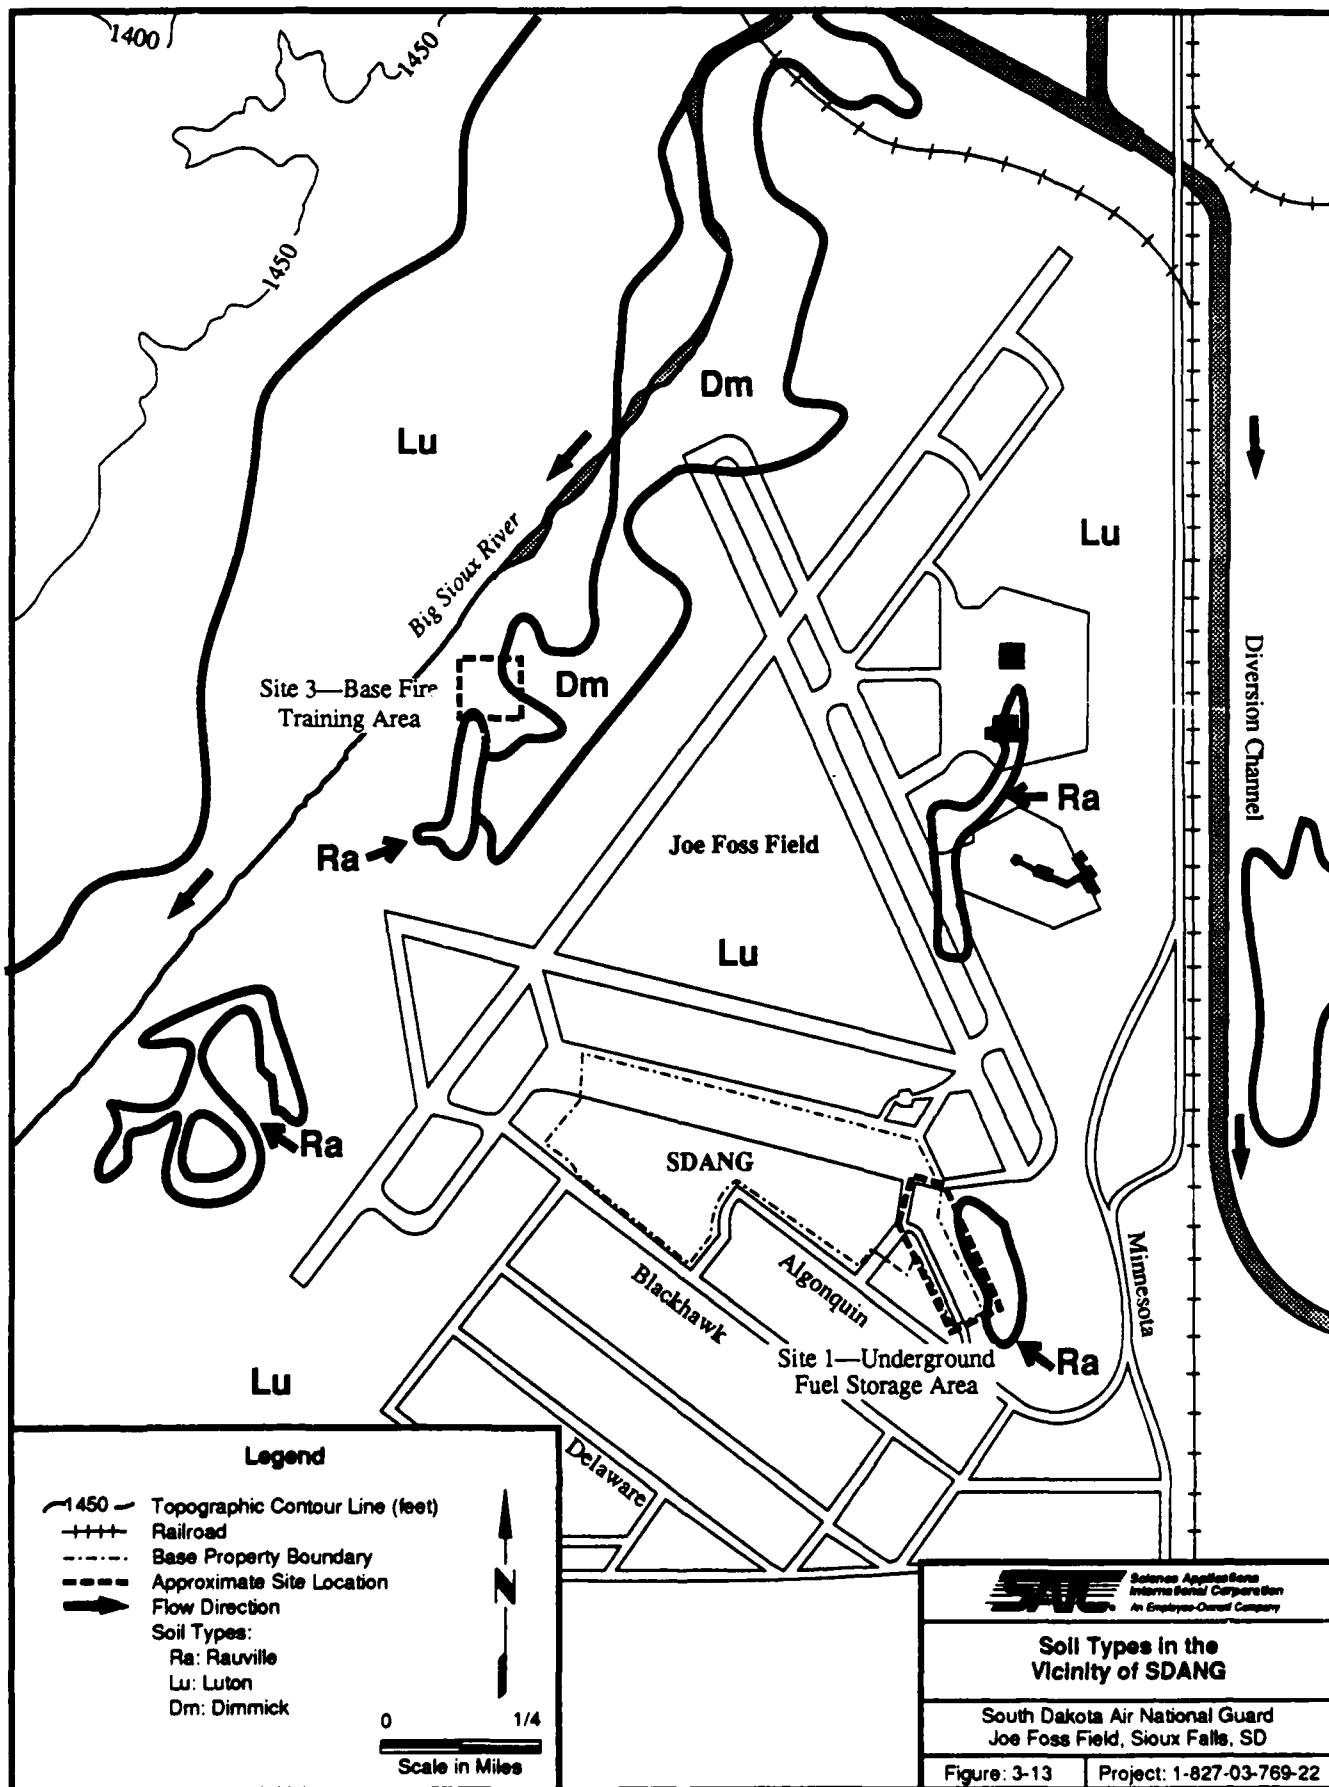 1400
1450
1450
Dm
Lu
Lu
Big Sioux River
Diversion Channel
Site 3—Base Fire
Training Area
Dm
Ra
Ra
Joe Foss Field
Lu
Ra
SDANG
Minnesota
Algonquin
Blackhawk
Site 1—Underground
Fuel Storage Area
Ra
Lu
Delaware
Legend
1450 Topographic Contour Line (feet)
Railroad
Base Property Boundary
Approximate Site Location
Flow Direction
Soil Types:
Ra: Rauville
Lu: Luton
Dm: Dimmick
N
0 1/4
Scale in Miles
SAIC
Science Applications
International Corporation
An Employee-Owned Company
Soil Types in the
Vicinity of SDANG
South Dakota Air National Guard
Joe Foss Field, Sioux Falls, SD
Figure: 3-13 Project: 1-827-03-769-22